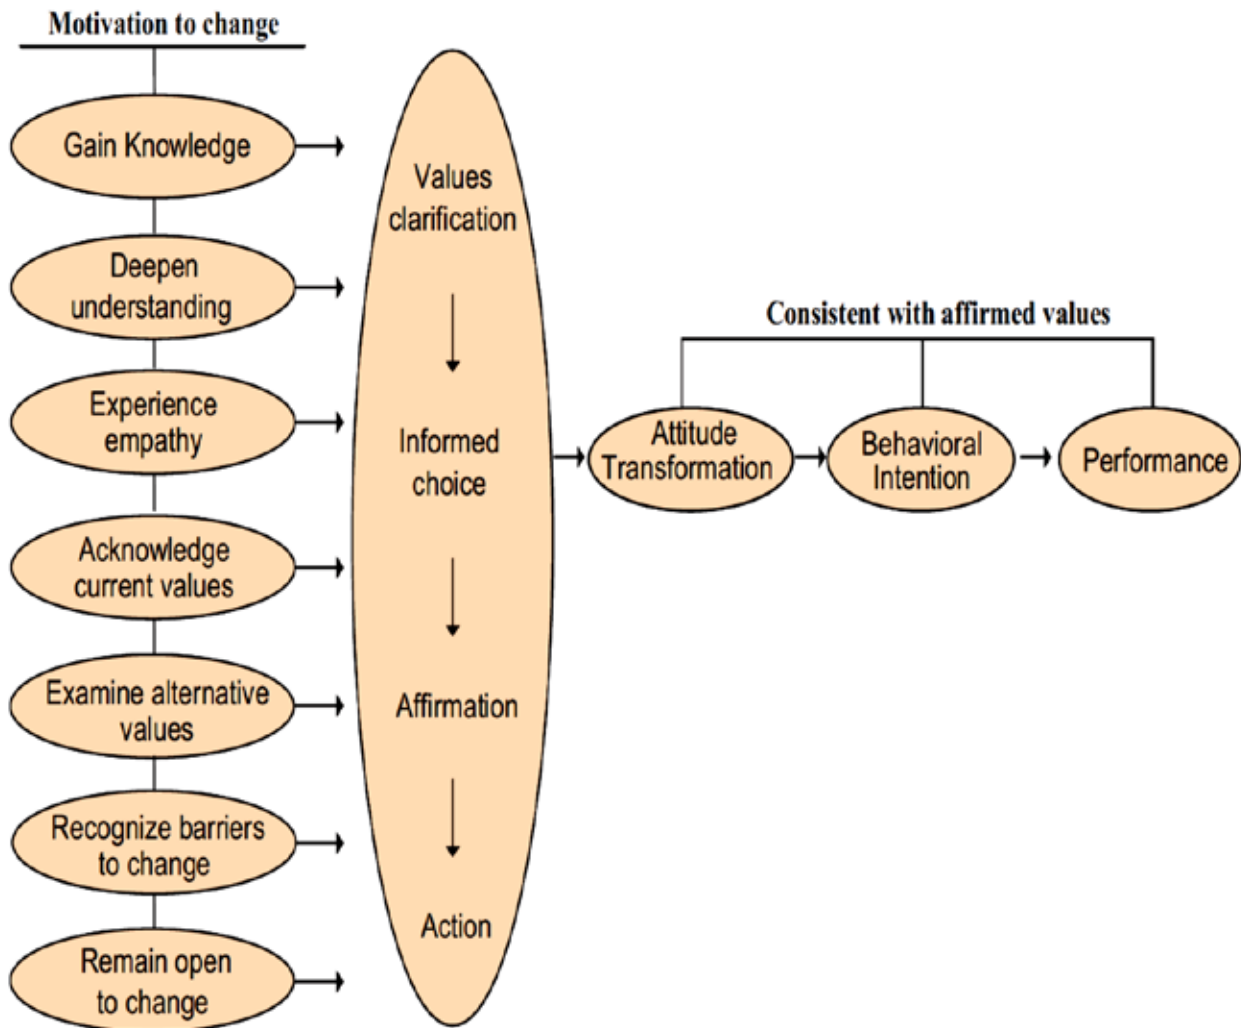 Motivation to change
Gain Knowledge
Deepen
understanding
Experience
empathy
Acknowledge
current values
Examine alternative
values
Recognize barriers
to change
Remain open
to change
Values
clarification
Informed
choice
Affirmation
Action
Consistent with affirmed values
Attitude
Transformation
Behavioral
Intention
Performance